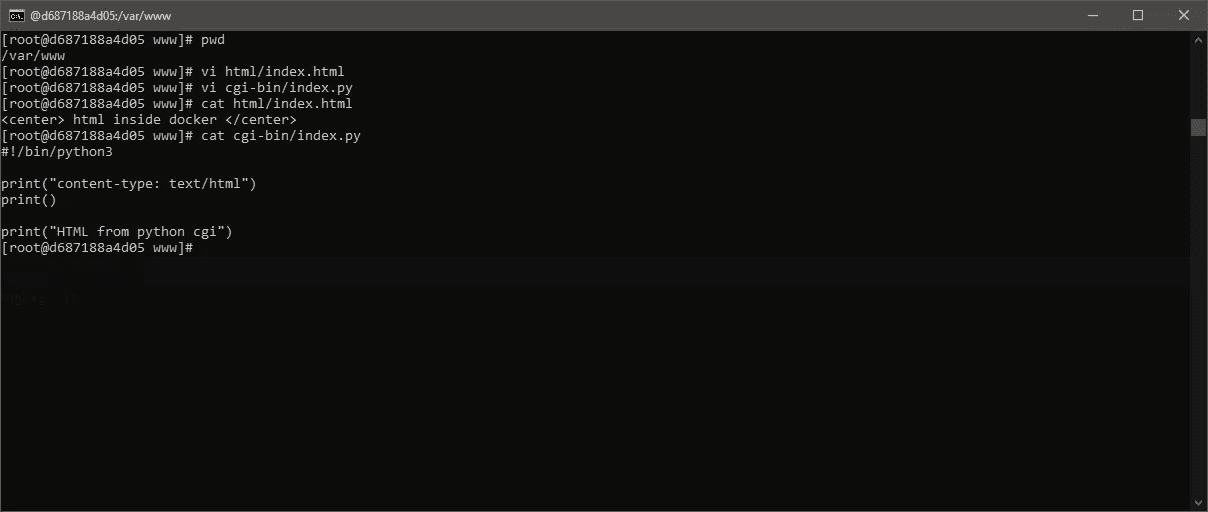 @d687188a4d05:/var/www
[root@d687188a4d05 www]# pwd
/var/www
[root@d687188a4d05 www]# vi html/index.html
[root@d687188a4d05 www]# vi cgi-bin/index.py
[root@d687188a4d05 www]# cat html/index.html
<center> html inside docker </center>
[root@d687188a4d05 www]# cat cgi-bin/index.py
#!/bin/python3
print("content-type: text/html")
print()
print("HTML from python cgi")
[root@d687188a4d05 www]#